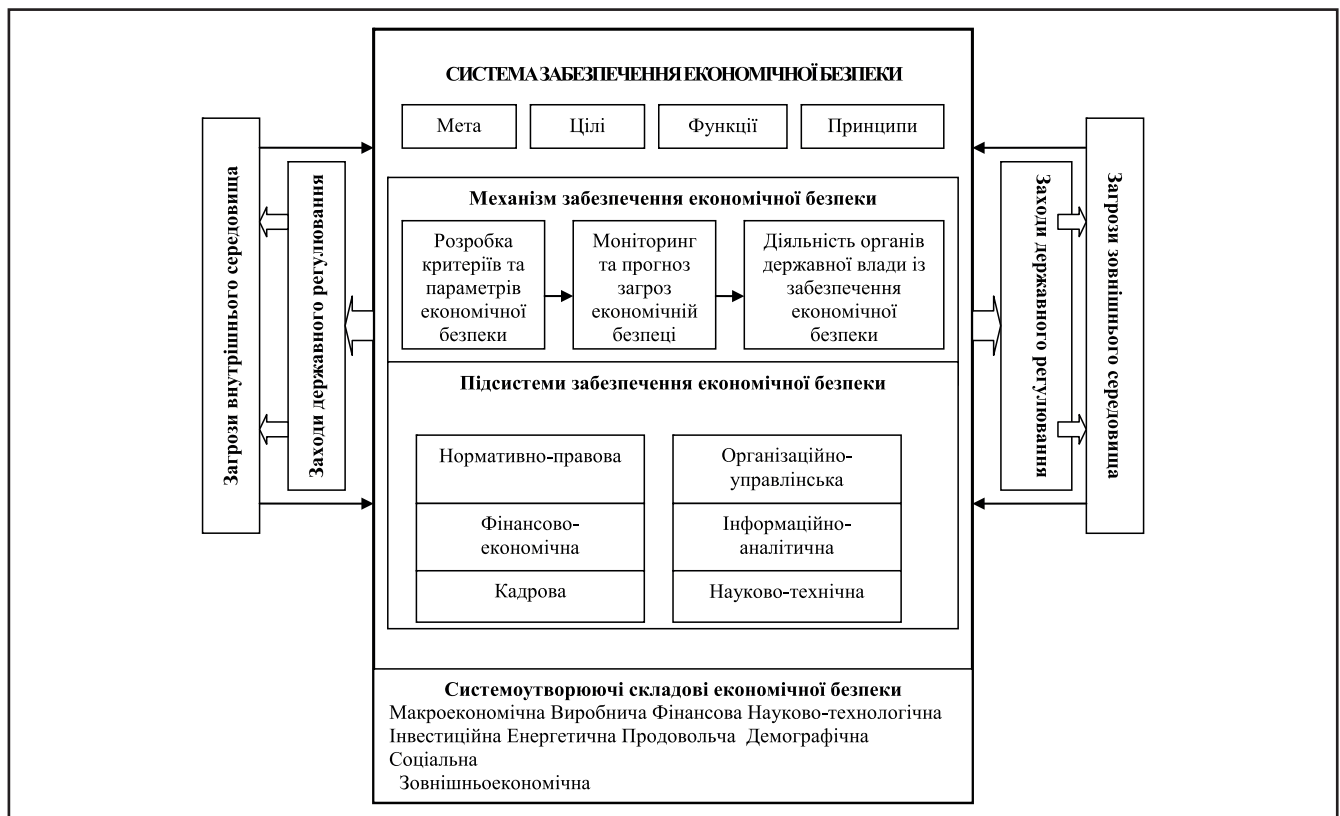 СИСТЕМА ЗАБЕЗПЕЧЕННЯ ЕКОНОМІЧНОЇ БЕЗПЕКИ
Мета
Цілі
Функції
Принципи
Загрози внутрішнього середовища
Заходи державного регулювання
Механізм забезпечення економічної безпеки
Розробка
критеріїв та
параметрів
економічної
безпеки
Моніторинг
та прогноз
загроз
економічній
безпеці
Діяльність органів
державної влади із
забезпечення
економічної
безпеки
Заходи державного регулювання
Загрози зовнішнього середовища
Підсистеми забезпечення економічної безпеки
Нормативно-правова
Фінансово-
економічна
Кадрова
Організаційно-
управлінська
Інформаційно-
аналітична
Науково-технічна
Системоутворюючі складові економічної безпеки
Макроекономічна Виробнича Фінансова Науково-технологічна
Інвестиційна Енергетична Продовольча Демографічна
Соціальна
Зовнішньоекономічна